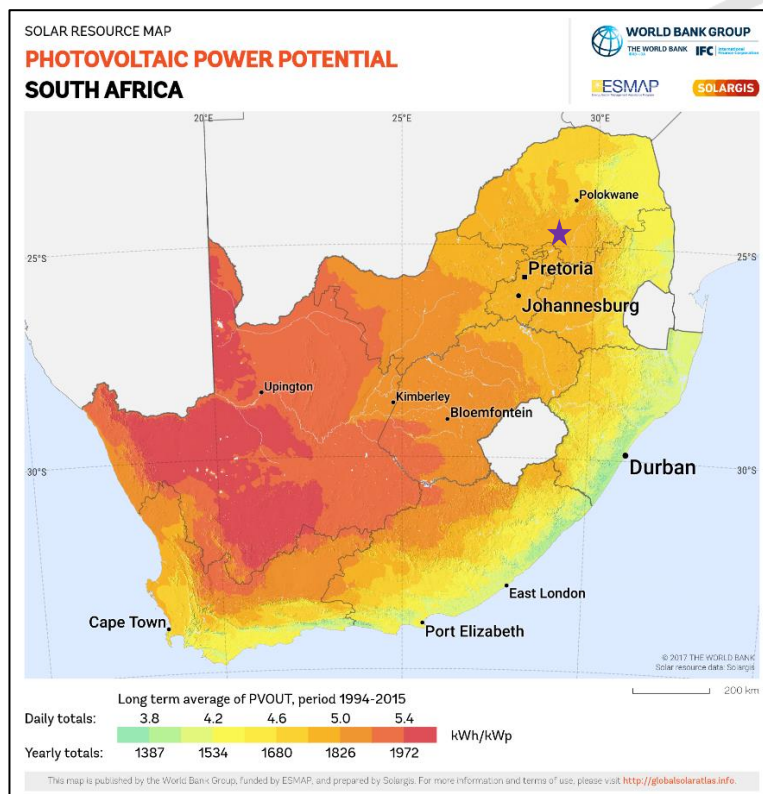 SOLAR RESOURCE MAP
PHOTOVOLTAIC POWER POTENTIAL
SOUTH AFRICA
WORLD BANK GROUP
THE WORLD BANK
IFC International Finance Corporation
ESMAP
SOLARGIS
20°E 25°E 30°E
Polokwane
25°S 25°S
Pretoria
Johannesburg
Upington
Kimberley
Bloemfontein
30°S 30°S
Durban
East London
Cape Town
Port Elizabeth
© 2017 THE WORLD BANK
Solar resource data: Solargis
200 km
Long term average of PVOUT, period 1994-2015
Daily totals: 3.8 4.2 4.6 5.0 5.4
kWh/kWp
Yearly totals: 1387 1534 1680 1826 1972
This map is published by the World Bank Group, funded by ESMAP, and prepared by Solargis. For more information and terms of use, please visit http://globalsolaratlas.info.